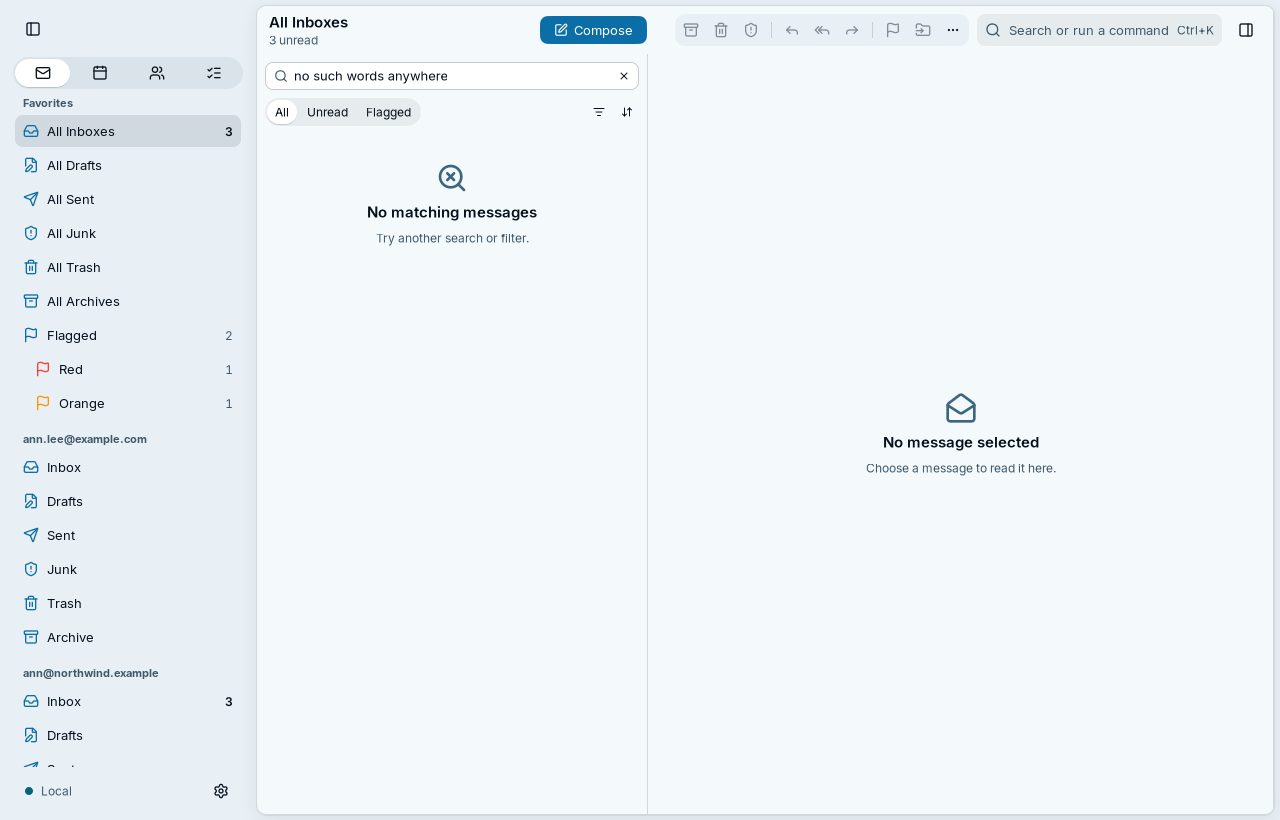 All Inboxes
3 unread
Compose
Search or run a command Ctrl+K
no such words anywhere
All Unread Flagged
No matching messages
Try another search or filter.
No message selected
Choose a message to read it here.
Favorites
All Inboxes 3
All Drafts
All Sent
All Junk
All Trash
All Archives
Flagged 2
Red 1
Orange 1
ann.lee@example.com
Inbox
Drafts
Sent
Junk
Trash
Archive
ann@northwind.example
Inbox 3
Drafts
Local